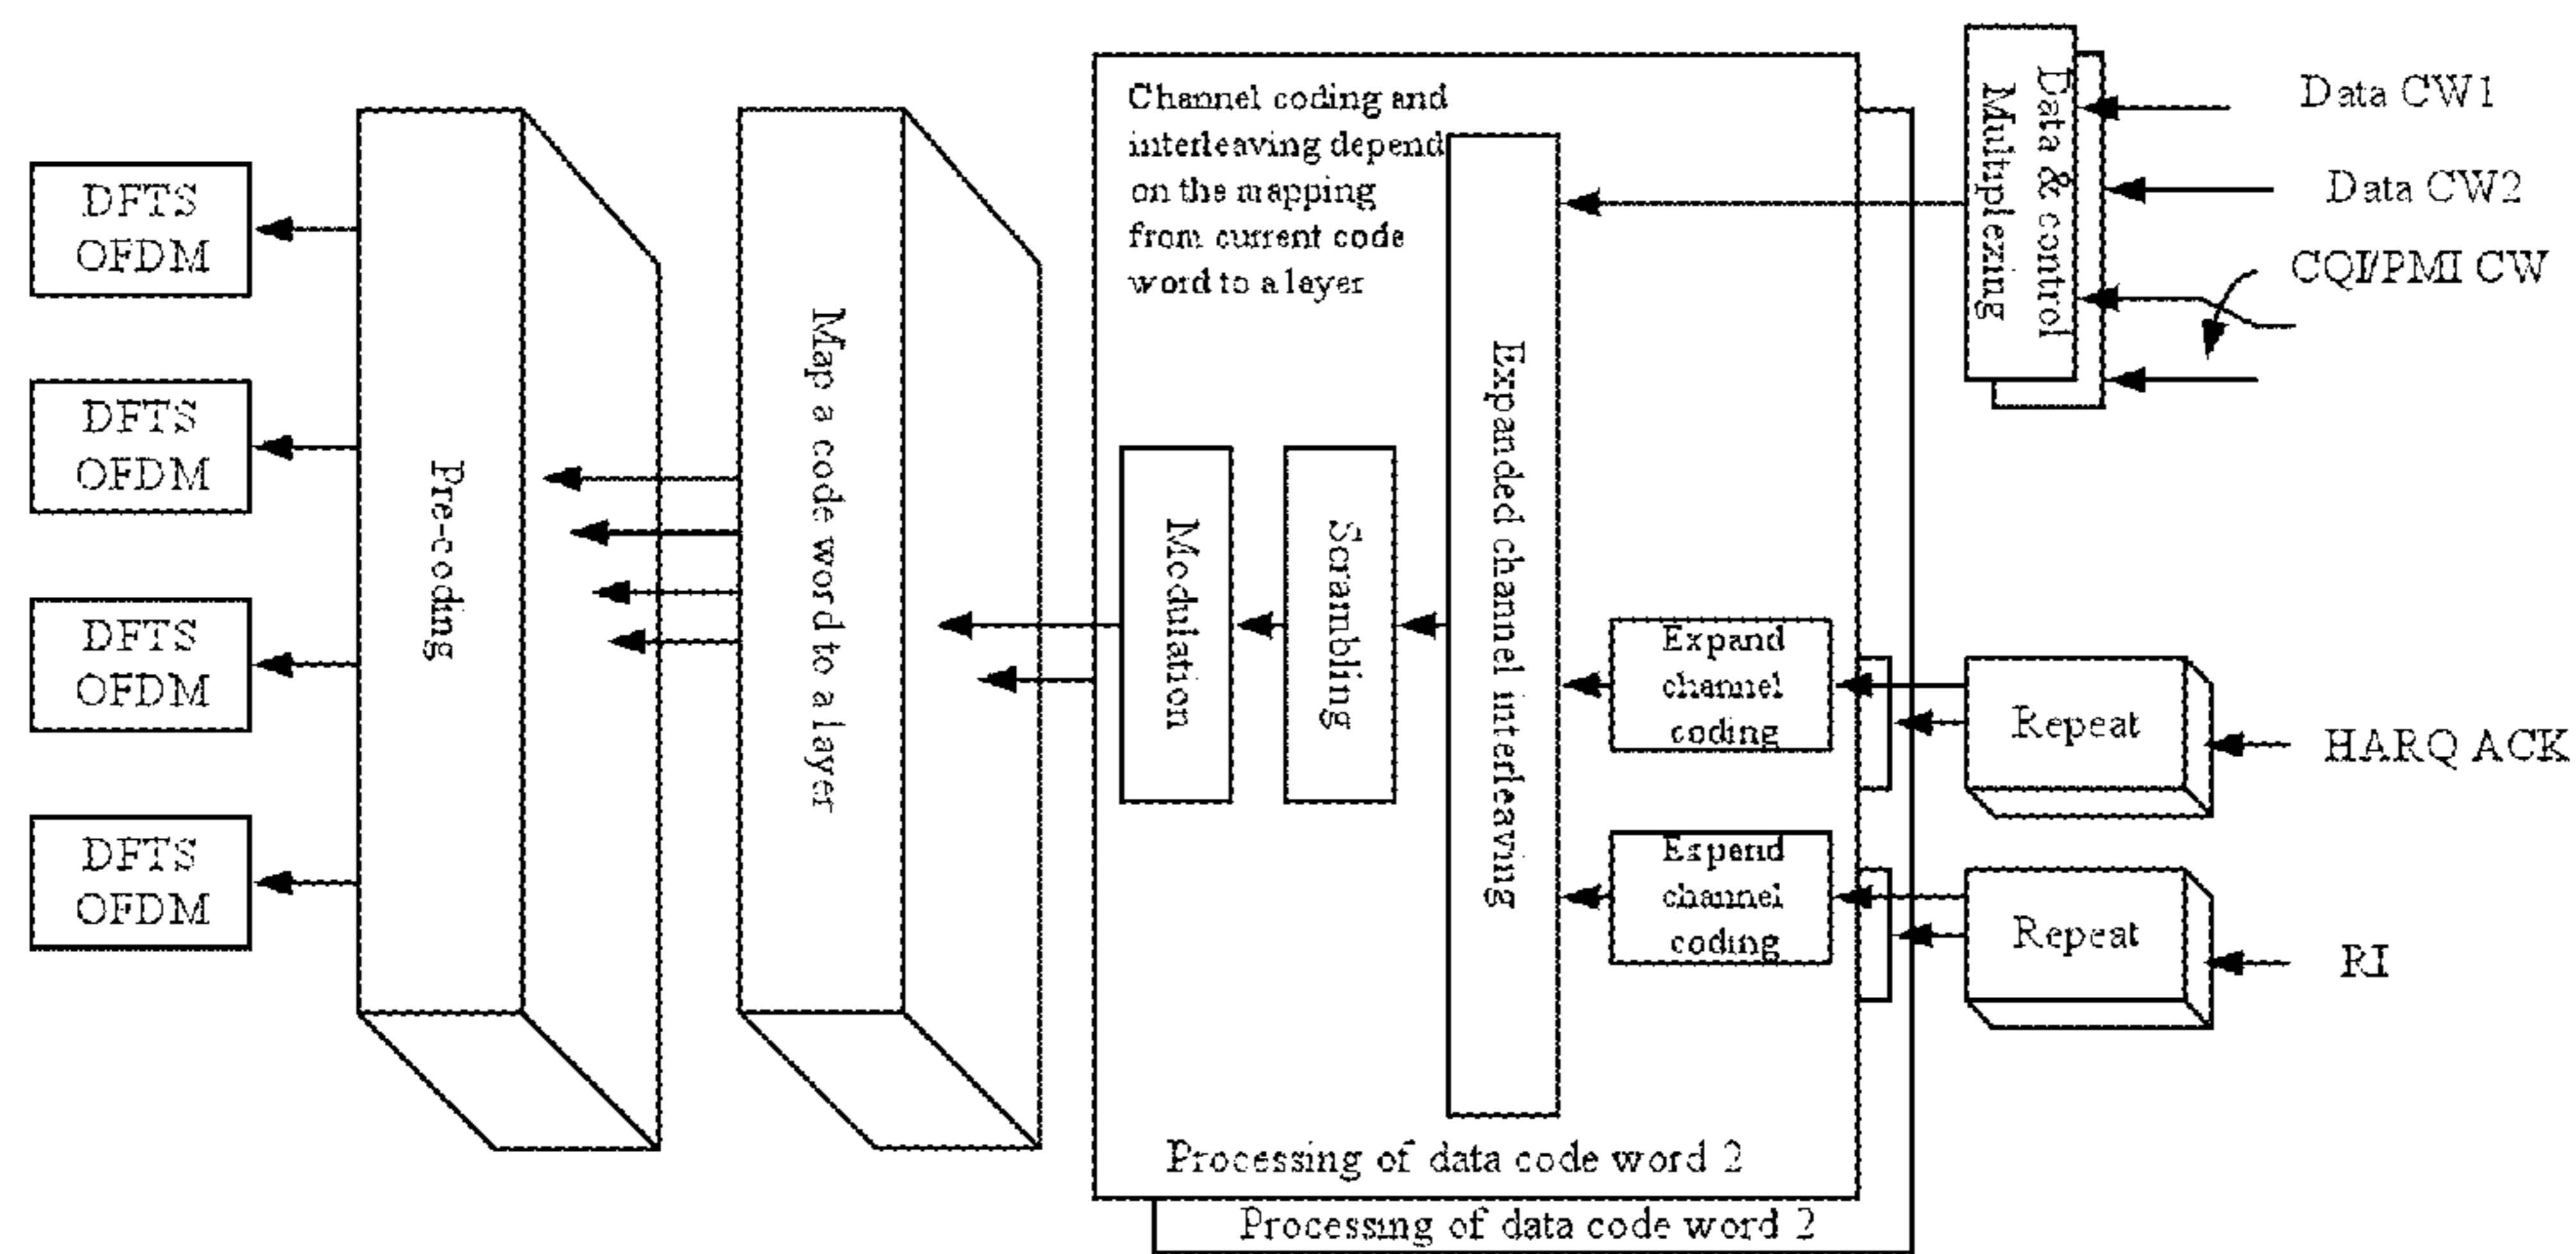 DFTS
OFDM
DFTS
OFDM
DFTS
OFDM
DFTS
OFDM
Pre-coding
Map a code word to a layer
Channel coding and
interleaving depend
on the mapping
from current code
word to a layer
Modulation
Scrambling
Expanded channel interleaving
Expand
channel
coding
Expend
channel
coding
Processing of data code word 2
Processing of data code word 2
Data & control
Multiplezing
Data CW1
Data CW2
CQI/PMI CW
Repeat
HARQ ACK
Repeat
RI